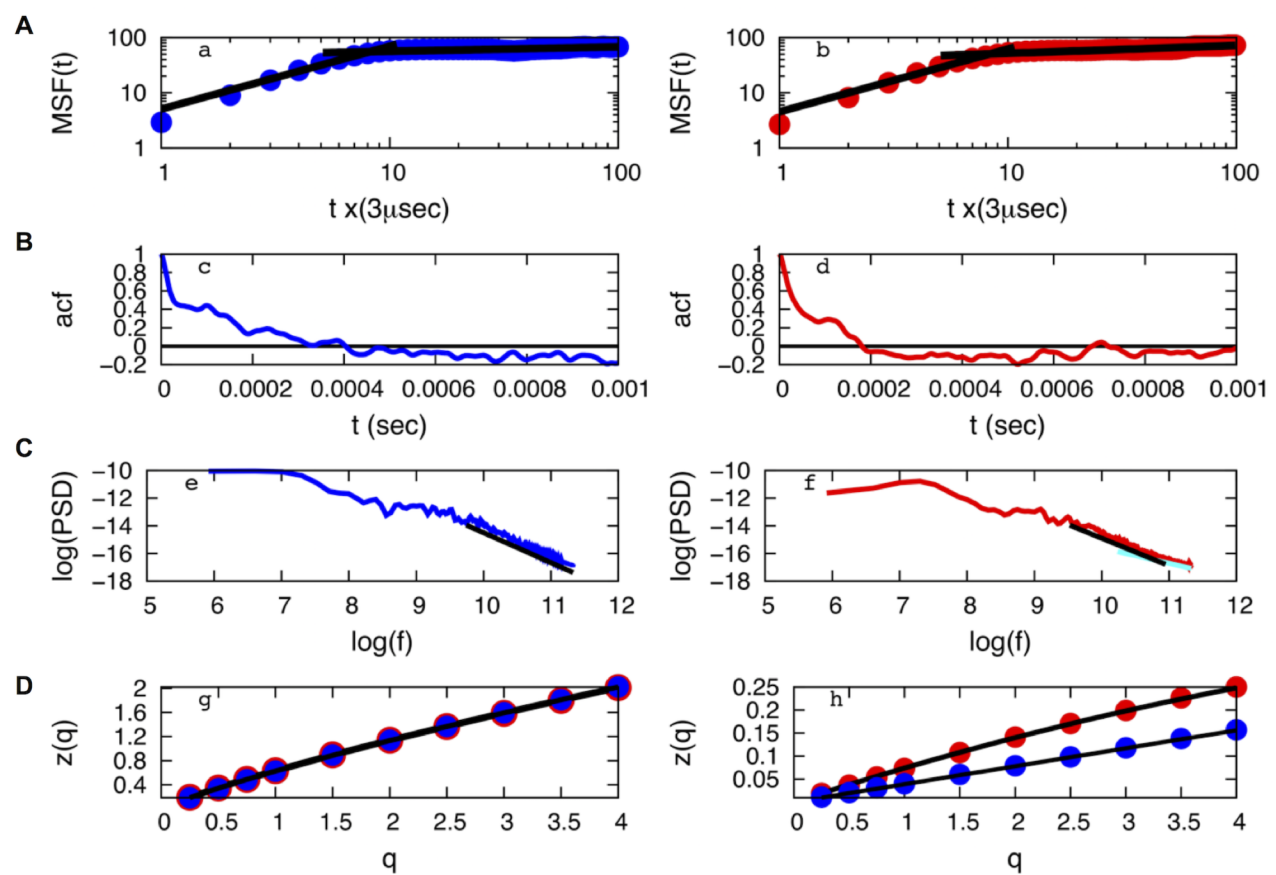 A
a
MSF(t)
100
10
1
1 10 100
t x(3μsec)
b
MSF(t)
100
10
1
1 10 100
t x(3μsec)
B
c
acf
1
0.8
0.6
0.4
0.2
0
−0.2
0 0.0002 0.0004 0.0006 0.0008 0.001
t (sec)
d
acf
1
0.8
0.6
0.4
0.2
0
−0.2
0 0.0002 0.0004 0.0006 0.0008 0.001
t (sec)
C
e
log(PSD)
−10
−12
−14
−16
−18
5 6 7 8 9 10 11 12
log(f)
f
log(PSD)
−10
−12
−14
−16
−18
5 6 7 8 9 10 11 12
log(f)
D
g
z(q)
2
1.6
1.2
0.8
0.4
0 0.5 1 1.5 2 2.5 3 3.5 4
q
h
z(q)
0.25
0.2
0.15
0.1
0.05
0 0.5 1 1.5 2 2.5 3 3.5 4
q